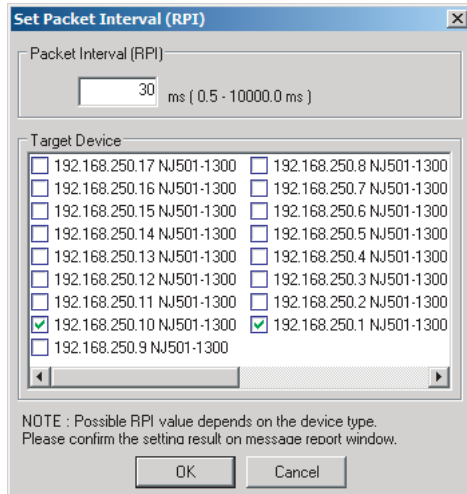 Set Packet Interval (RPI)
Packet Interval (RPI)
30 ms ( 0.5 - 10000.0 ms )
Target Device
192.168.250.17 NJ501-1300
192.168.250.16 NJ501-1300
192.168.250.15 NJ501-1300
192.168.250.14 NJ501-1300
192.168.250.13 NJ501-1300
192.168.250.12 NJ501-1300
192.168.250.11 NJ501-1300
192.168.250.10 NJ501-1300
192.168.250.9 NJ501-1300
192.168.250.8 NJ501-1300
192.168.250.7 NJ501-1300
192.168.250.6 NJ501-1300
192.168.250.5 NJ501-1300
192.168.250.4 NJ501-1300
192.168.250.3 NJ501-1300
192.168.250.2 NJ501-1300
192.168.250.1 NJ501-1300
NOTE : Possible RPI value depends on the device type.
Please confirm the setting result on message report window.
OK
Cancel